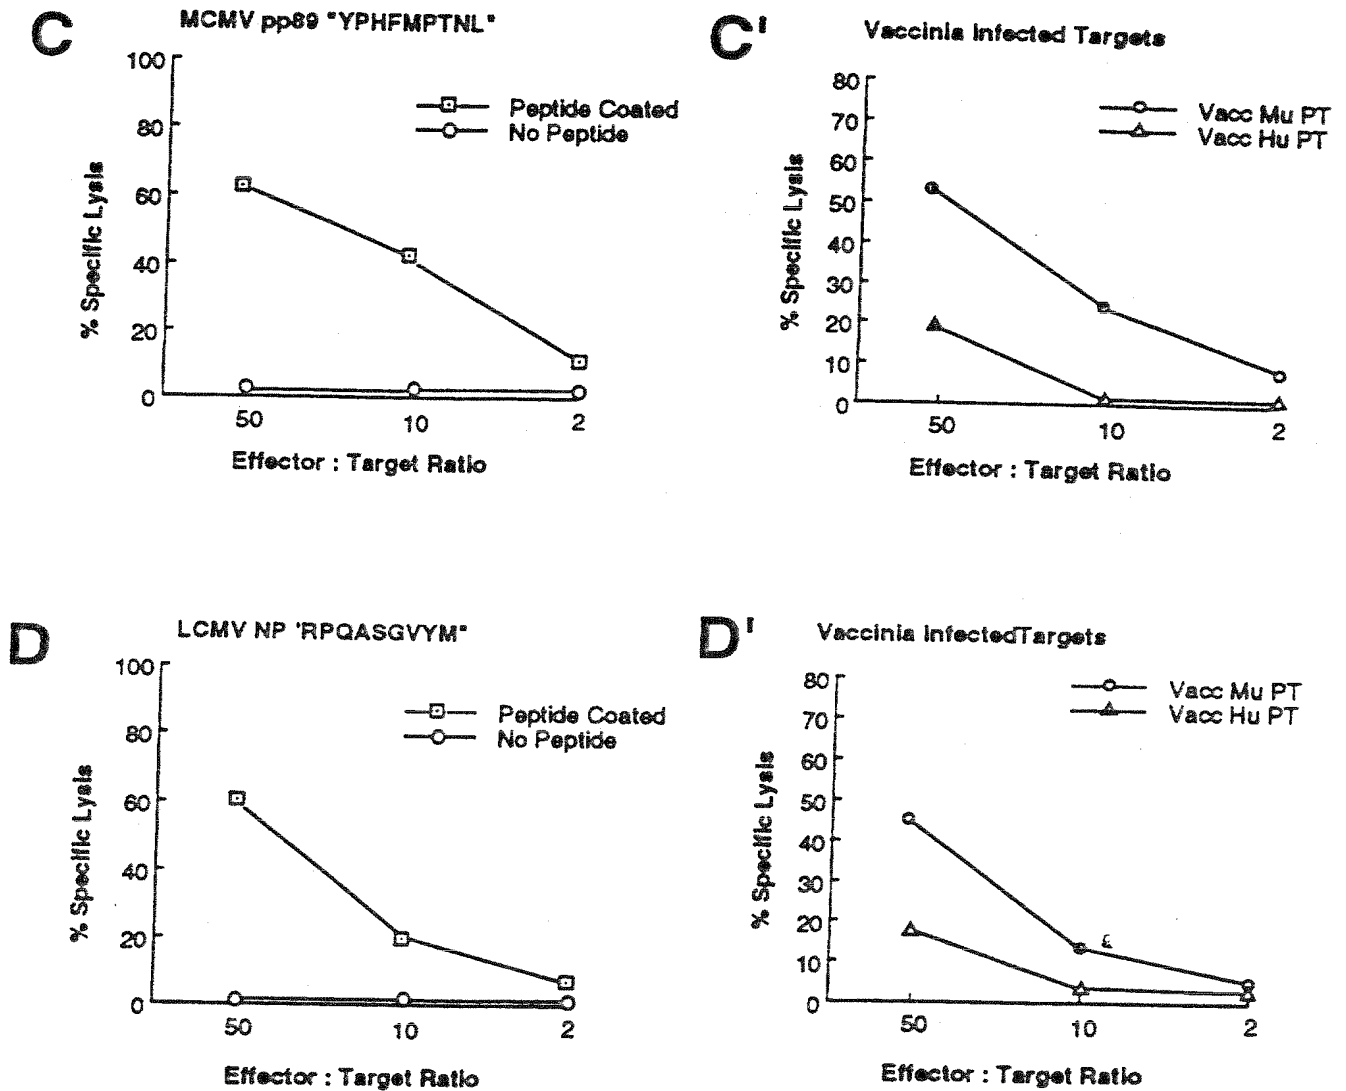 C
MCMV pp89 "YPHFMPTNL"
Peptide Coated
No Peptide
100
80
60
40
20
0
% Specific Lysis
50 10 2
Effector : Target Ratio
C'
Vaccinia Infected Targets
Vacc Mu PT
Vacc Hu PT
80
70
60
50
40
30
20
10
0
% Specific Lysis
50 10 2
Effector : Target Ratio
D
LCMV NP 'RPQASGVYM"
Peptide Coated
No Peptide
100
80
60
40
20
0
% Specific Lysis
50 10 2
Effector : Target Ratio
D'
Vaccinia InfectedTargets
Vacc Mu PT
Vacc Hu PT
80
70
60
50
40
30
20
10
0
% Specific Lysis
50 10 2
Effector : Target Ratio